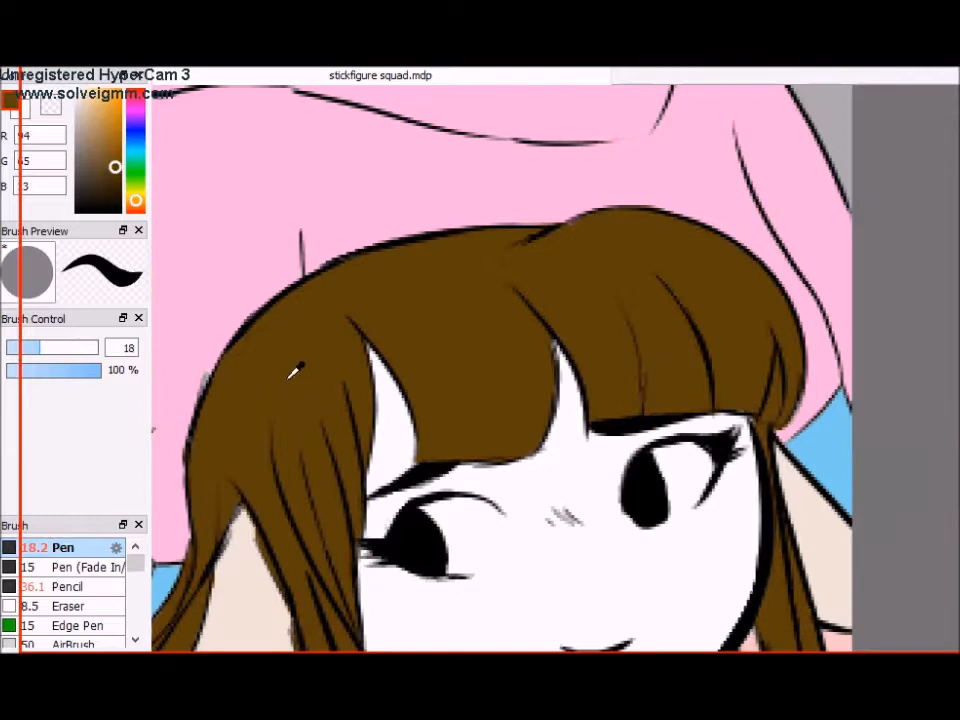 Unregistered HyperCam 3
www.solveigmm.com
stickfigure squad.mdp
R 94
G 65
B
Brush Preview
*
Brush Control
18
100 %
Brush
18.2 Pen
15 Pen (Fade In/
36.1 Pencil
8.5 Eraser
15 Edge Pen
50 AirBrush